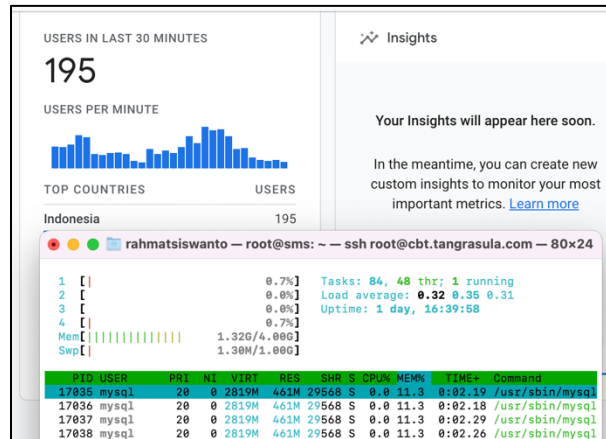 USERS IN LAST 30 MINUTES
195
USERS PER MINUTE
TOP COUNTRIES USERS
Indonesia 195
Insights
Your Insights will appear here soon.
In the meantime, you can create new
custom insights to monitor your most
important metrics. Learn more
rahmatsiswanto — root@sms: ~ — ssh root@cbt.tangrasula.com — 80×24
1 [| 0.7%] Tasks: 84, 48 thr; 1 running
2 [ 0.0%] Load average: 0.32 0.35 0.31
3 [ 0.0%] Uptime: 1 day, 16:39:58
4 [| 0.7%]
Mem[||||||||||||||| 1.32G/4.00G]
Swp[| 1.30M/1.00G]
PID USER PRI NI VIRT RES SHR S CPU% MEM% TIME+ Command
17035 mysql 20 0 2819M 461M 29568 S 0.0 11.3 0:02.19 /usr/sbin/mysql
17036 mysql 20 0 2819M 461M 29568 S 0.0 11.3 0:02.18 /usr/sbin/mysql
17037 mysql 20 0 2819M 461M 29568 S 0.0 11.3 0:02.29 /usr/sbin/mysql
17038 mysql 20 0 2819M 461M 29568 S 0.0 11.3 0:02.26 /usr/sbin/mysql